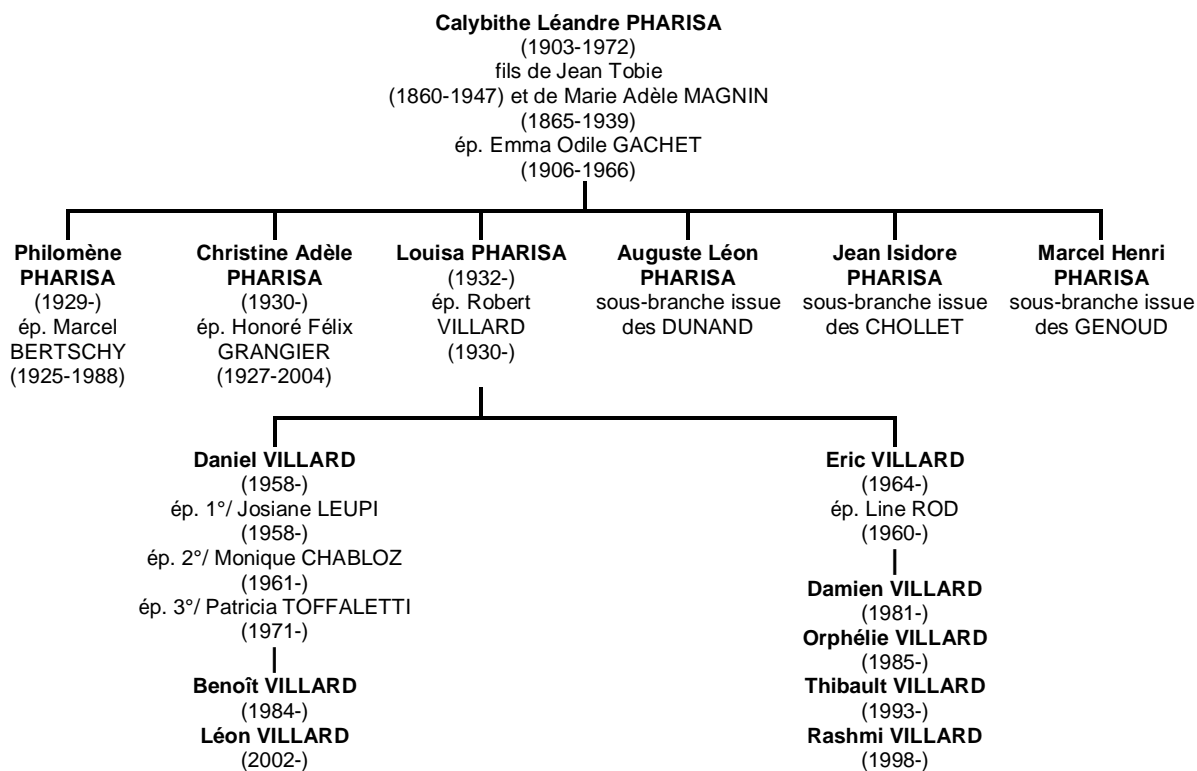 Calybithe Léandre PHARISA
(1903-1972)
fils de Jean Tobie
(1860-1947) et de Marie Adèle MAGNIN
(1865-1939)
ép. Emma Odile GACHET
(1906-1966)
Philomène
PHARISA
(1929-)
ép. Marcel
BERTSCHY
(1925-1988)
Christine Adèle
PHARISA
(1930-)
ép. Honoré Félix
GRANGIER
(1927-2004)
Louisa PHARISA
(1932-)
ép. Robert
VILLARD
(1930-)
Auguste Léon
PHARISA
sous-branche issue
des DUNAND
Jean Isidore
PHARISA
sous-branche issue
des CHOLLET
Marcel Henri
PHARISA
sous-branche issue
des GENOUD
Daniel VILLARD
(1958-)
ép. 1°/ Josiane LEUPI
(1958-)
ép. 2°/ Monique CHABLOZ
(1961-)
ép. 3°/ Patricia TOFFALETTI
(1971-)
Benoît VILLARD
(1984-)
Léon VILLARD
(2002-)
Eric VILLARD
(1964-)
ép. Line ROD
(1960-)
Damien VILLARD
(1981-)
Orphélie VILLARD
(1985-)
Thibault VILLARD
(1993-)
Rashmi VILLARD
(1998-)